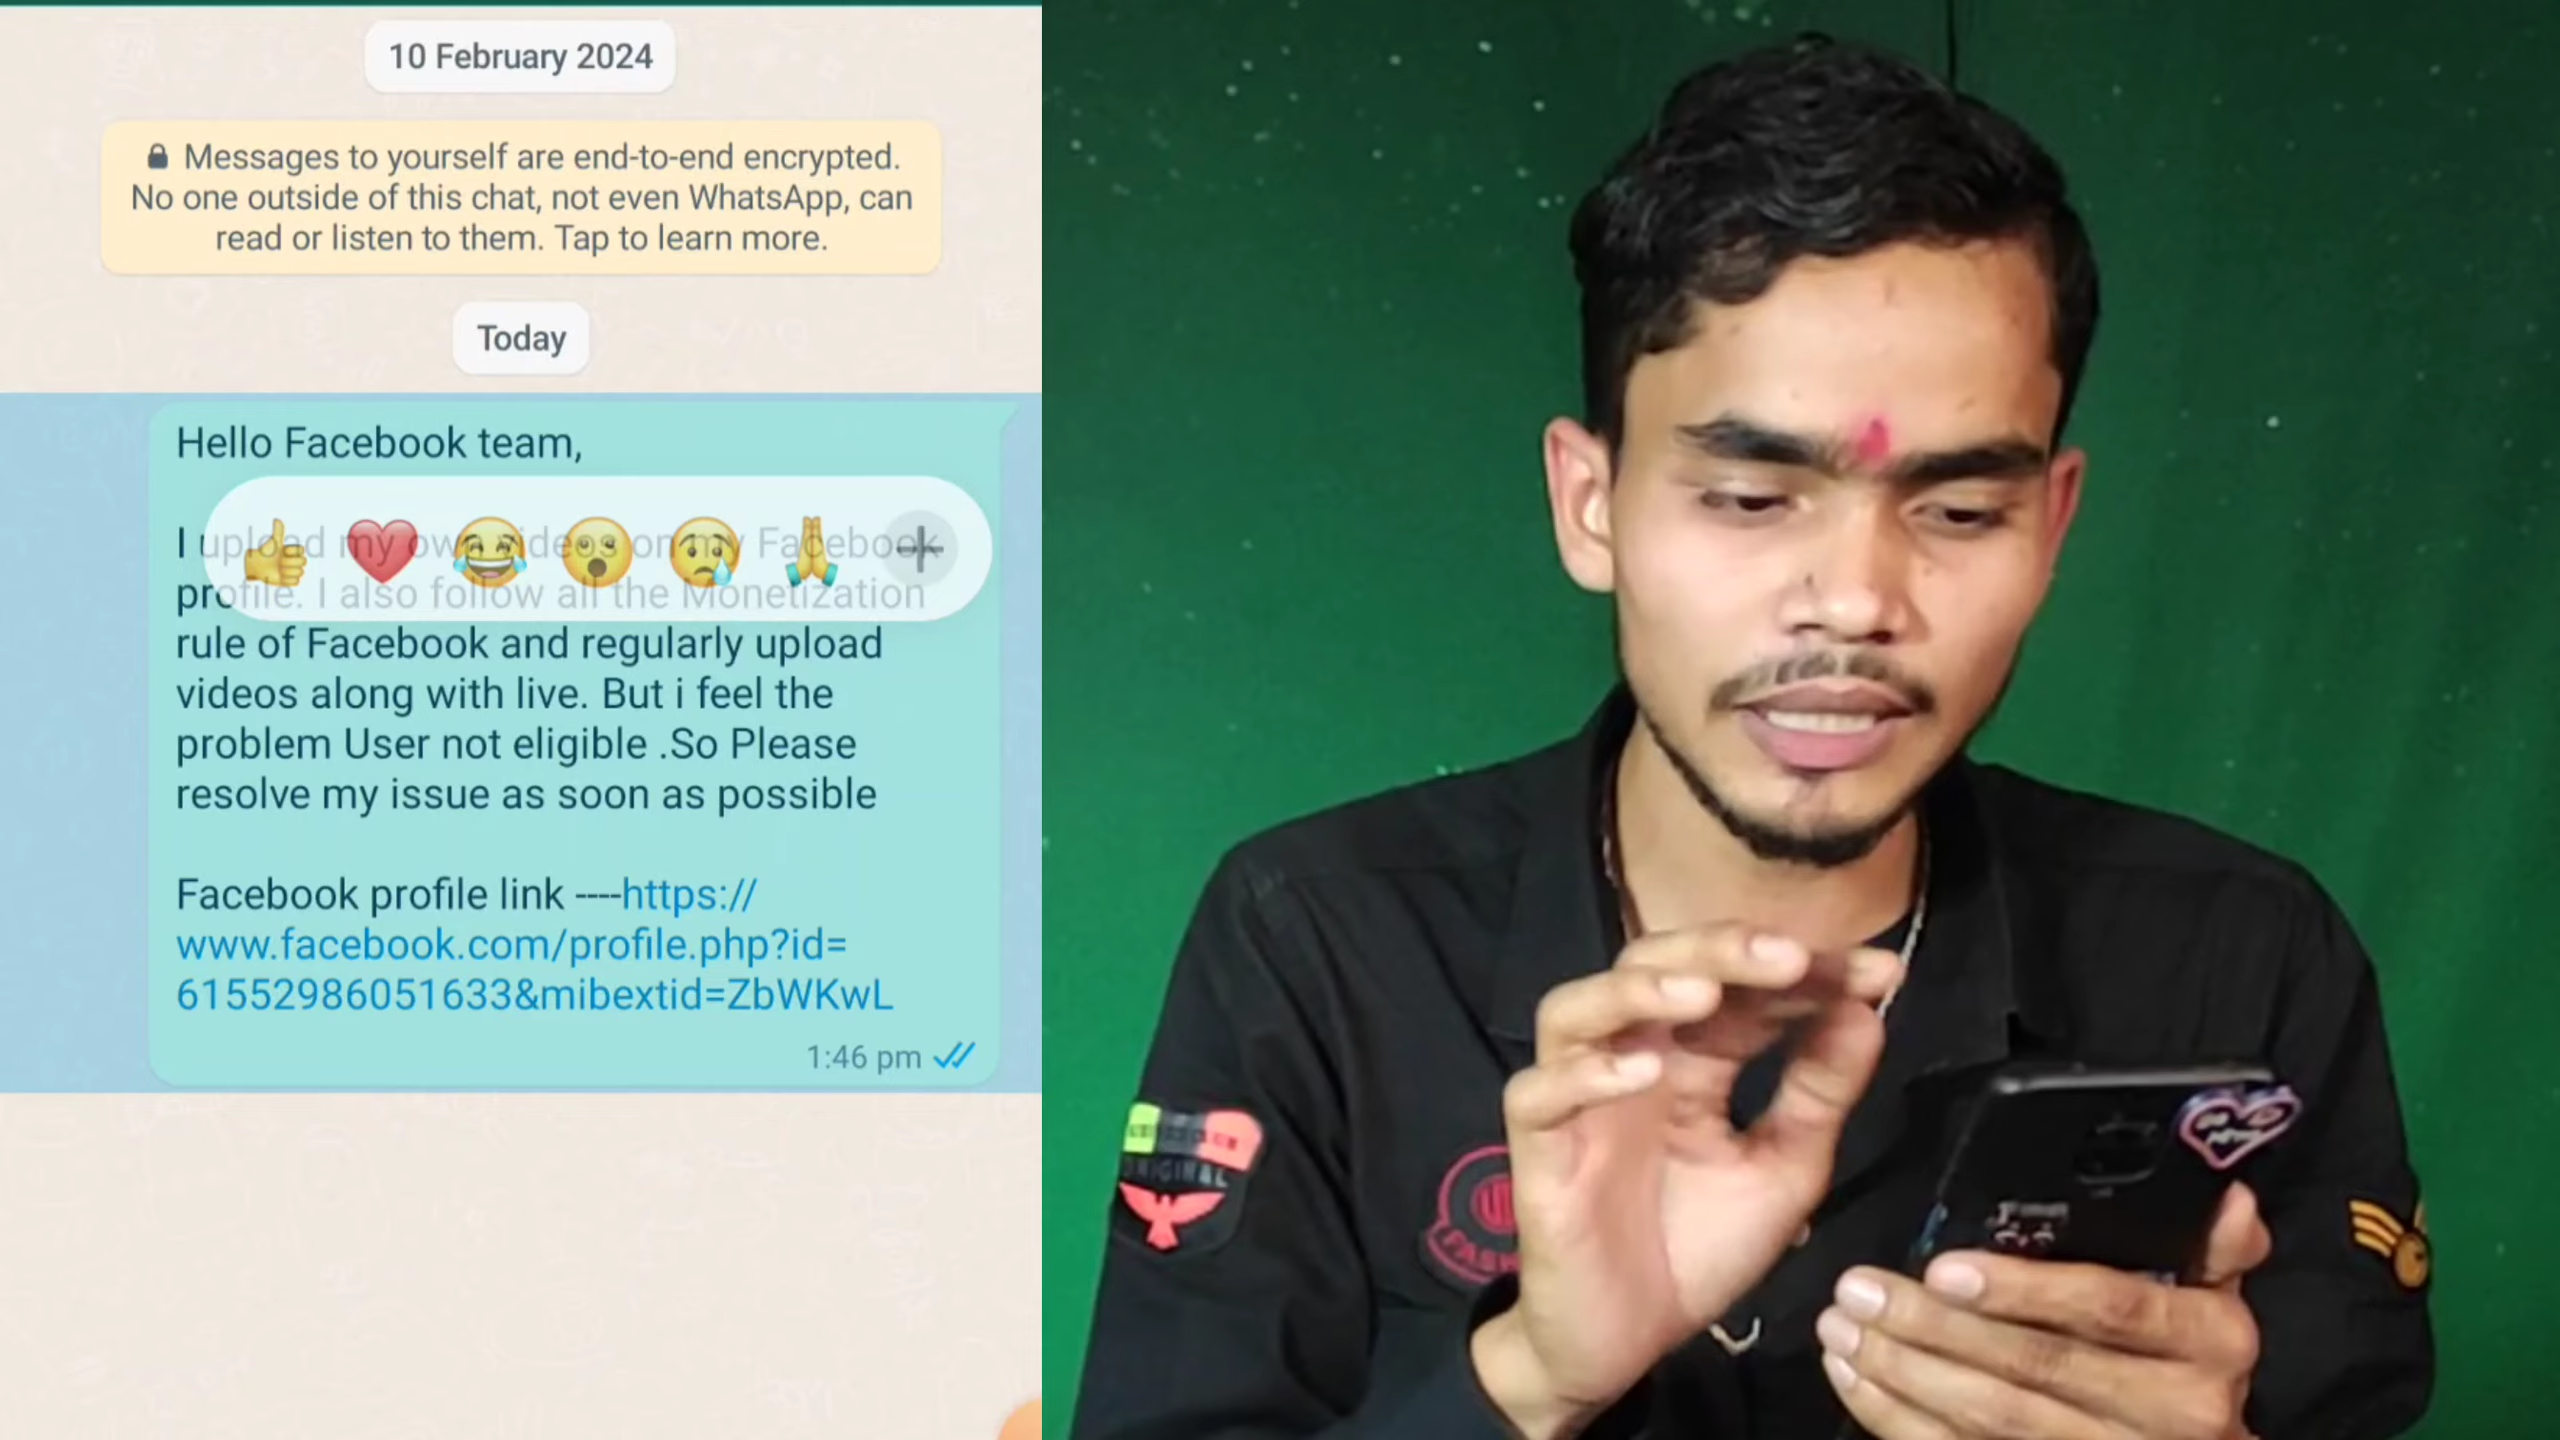 10 February 2024
Messages to yourself are end-to-end encrypted.
No one outside of this chat, not even WhatsApp, can
read or listen to them. Tap to learn more.
Today
Hello Facebook team,
I upload my own videos on my Facebook
profile. I also follow all the Monetization
rule of Facebook and regularly upload
videos along with live. But i feel the
problem User not eligible .So Please
resolve my issue as soon as possible
Facebook profile link ----https://
www.facebook.com/profile.php?id=
61552986051633&mibextid=ZbWKwL
1:46 pm
ORIGINAL